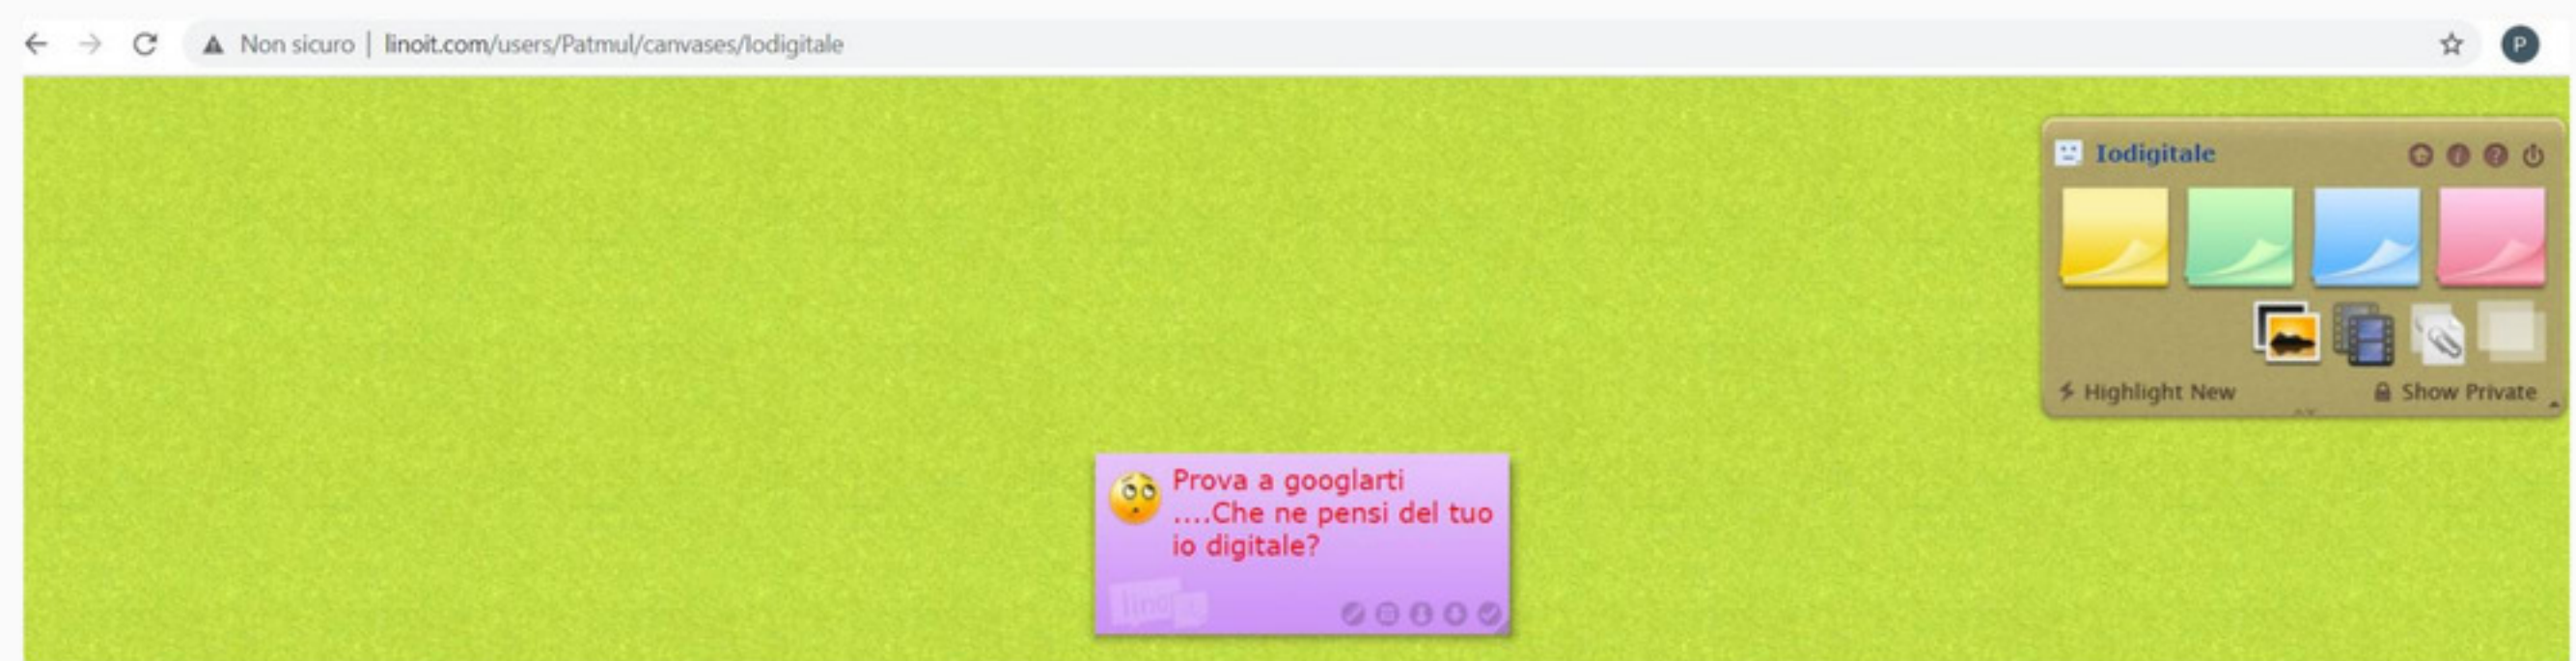 Non sicuro | linoit.com/users/Patmul/canvases/Iodigitale
P
Iodigitale
Highlight New
Show Private
Prova a googlarti
....Che ne pensi del tuo
io digitale?